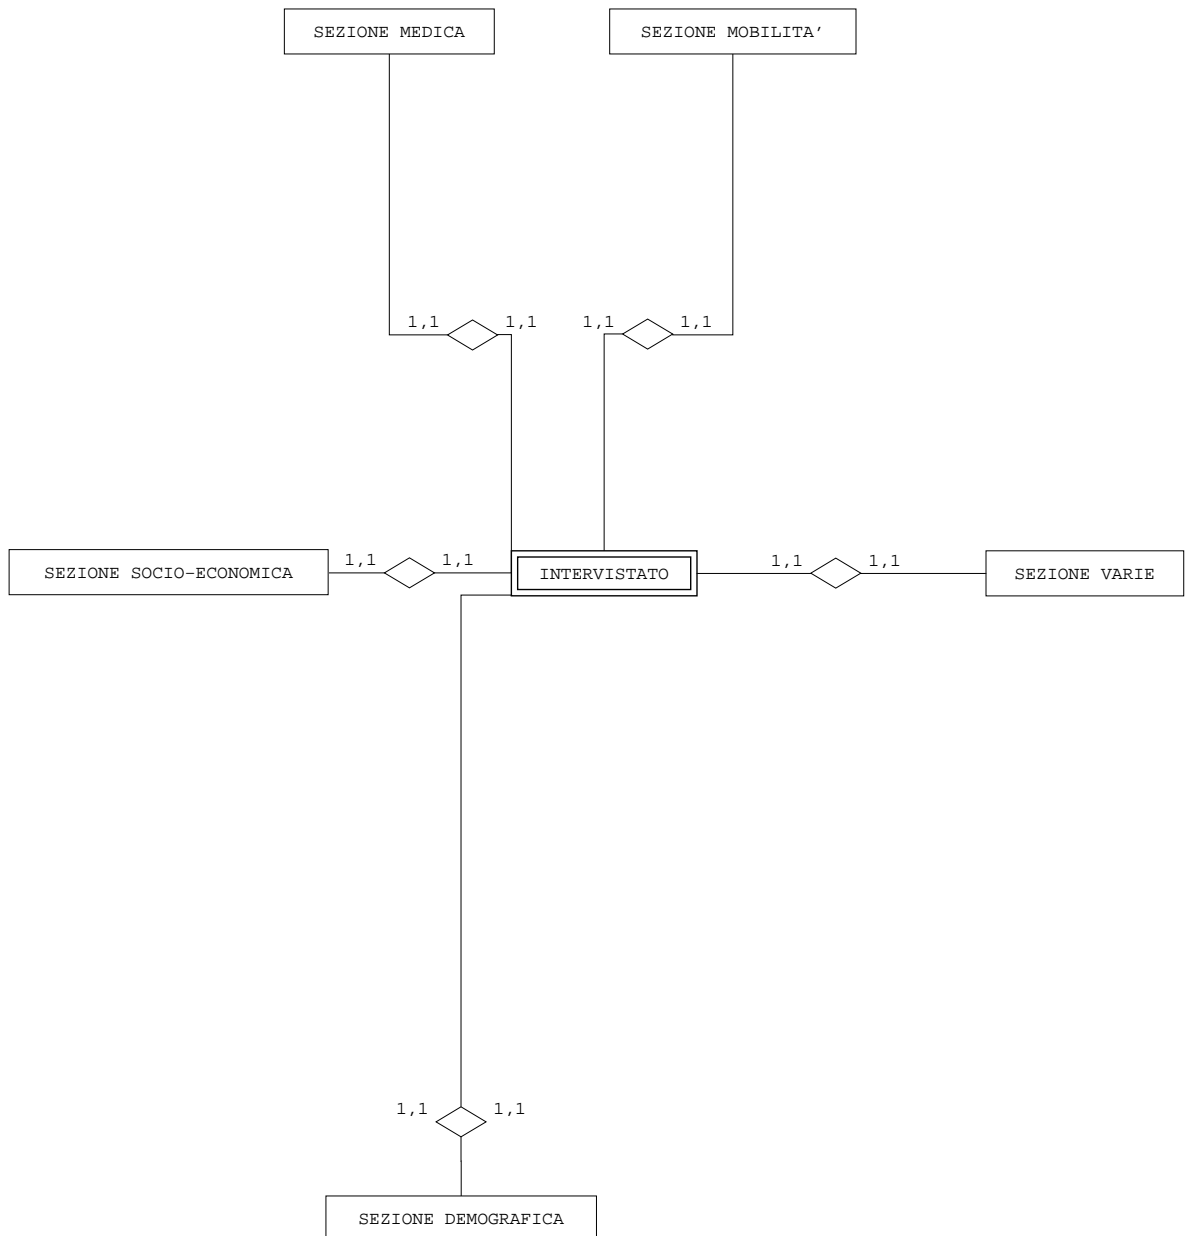 SEZIONE MEDICA
SEZIONE MOBILITA’
1,1
1,1
1,1
1,1
SEZIONE SOCIO-ECONOMICA
1,1
1,1
INTERVISTATO
1,1
1,1
SEZIONE VARIE
1,1
1,1
SEZIONE DEMOGRAFICA